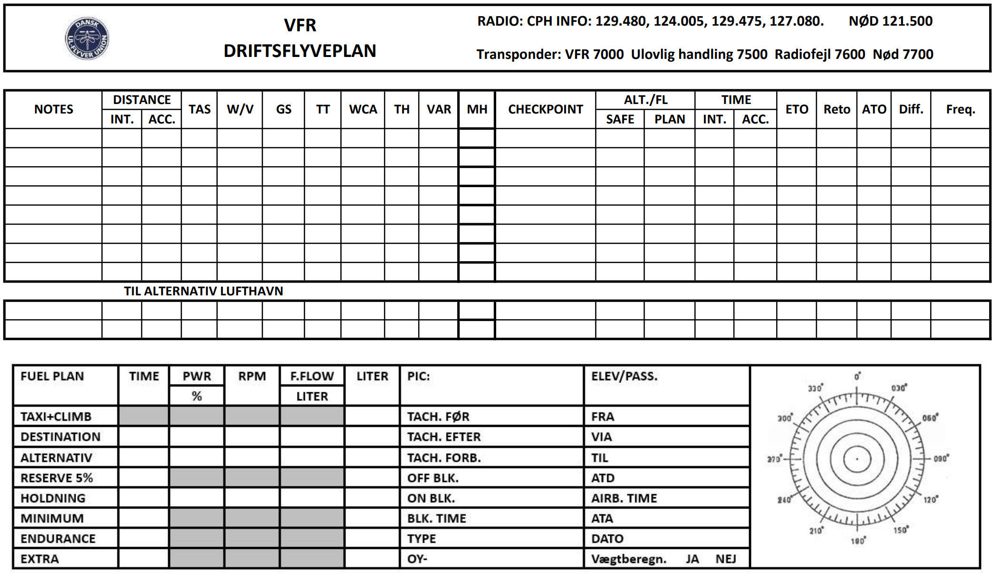 DANSK
UL-FLYVER UNION
VFR
DRIFTSFLYVEPLAN
RADIO: CPH INFO: 129.480, 124.005, 129.475, 127.080. NØD 121.500
Transponder: VFR 7000 Ulovlig handling 7500 Radiofejl 7600 Nød 7700
NOTES DISTANCE TAS W/V GS TT WCA TH VAR MH CHECKPOINT ALT./FL TIME ETO Reto ATO Diff. Freq.
INT. ACC. SAFE PLAN INT. ACC.
TIL ALTERNATIV LUFTHAVN
FUEL PLAN TIME PWR RPM F.FLOW LITER PIC: ELEV/PASS.
% LITER
TAXI+CLIMB TACH. FØR FRA
DESTINATION TACH. EFTER VIA
ALTERNATIV TACH. FORB. TIL
RESERVE 5% OFF BLK. ATD
HOLDNING ON BLK. AIRB. TIME
MINIMUM BLK. TIME ATA
ENDURANCE TYPE DATO
EXTRA OY- Vægtberegn. JA NEJ
0°
330° 030°
300° 060°
270° 090°
240° 120°
210° 150°
180°